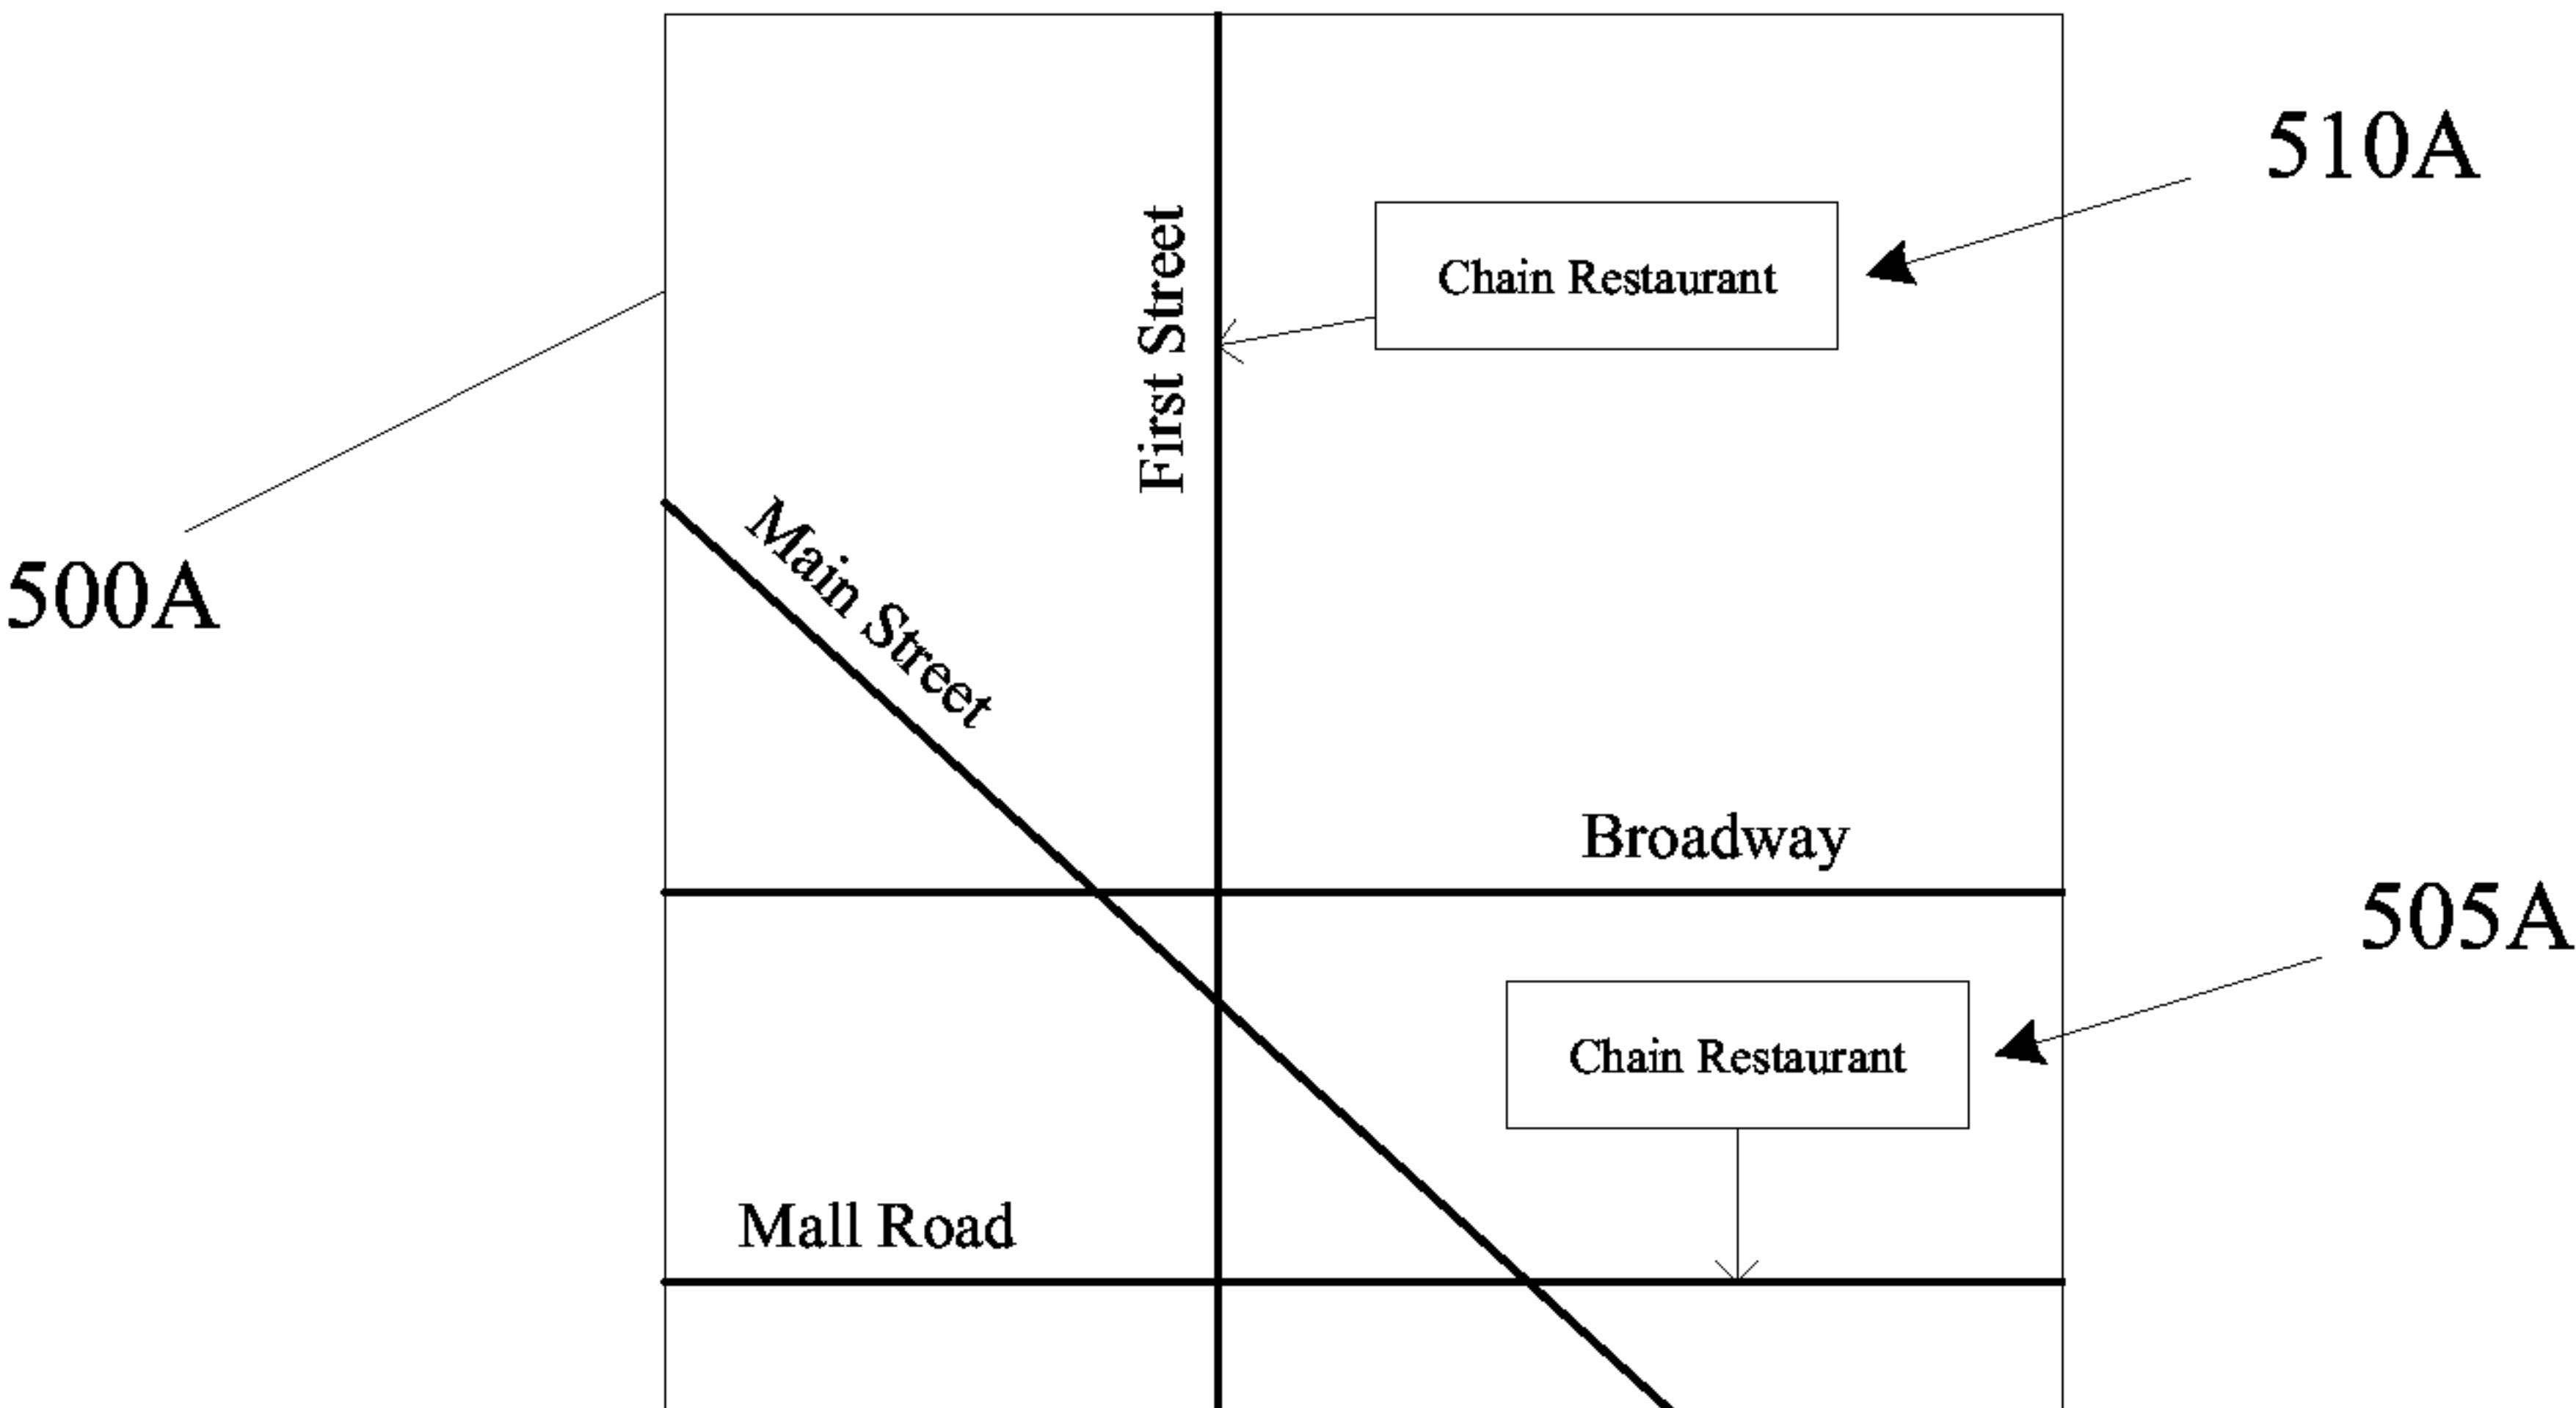 510A
First Street
Chain Restaurant
Main Street
500A
Broadway
505A
Chain Restaurant
Mall Road